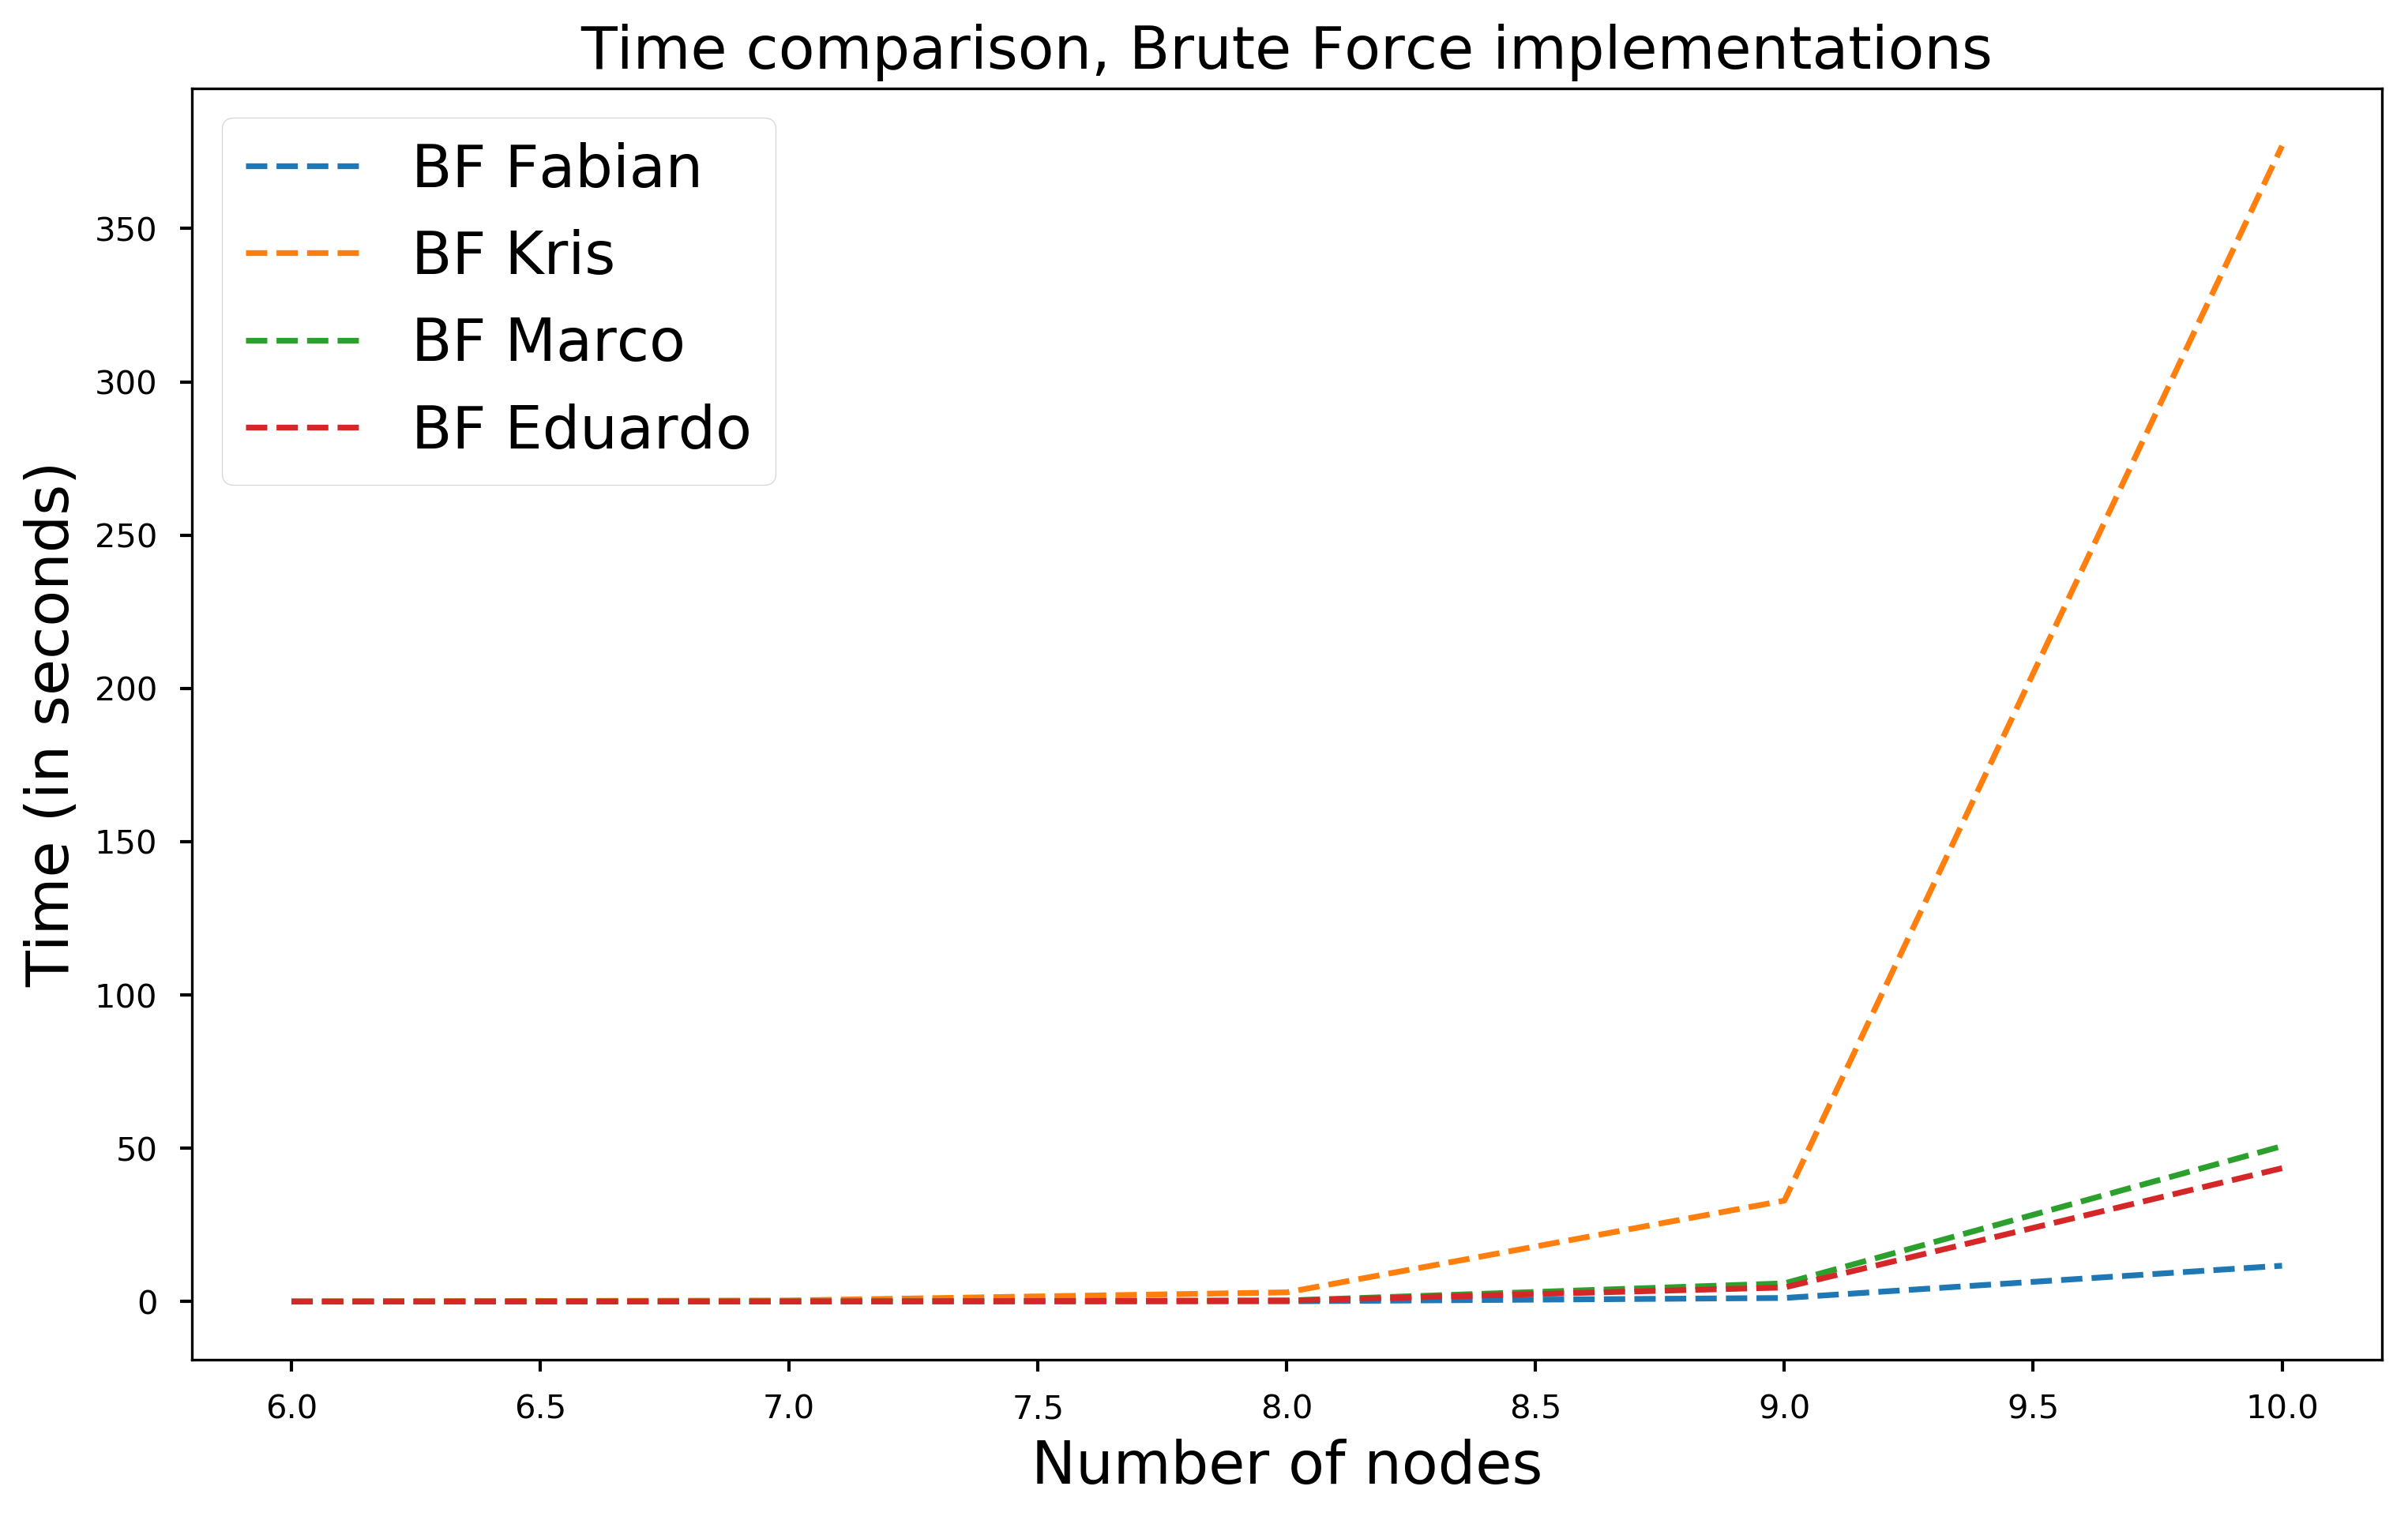 Time comparison, Brute Force implementations
BF Fabian
BF Kris
BF Marco
BF Eduardo
Time (in seconds)
350
300
250
200
150
100
50
0
6.0 6.5 7.0 7.5 8.0 8.5 9.0 9.5 10.0
Number of nodes